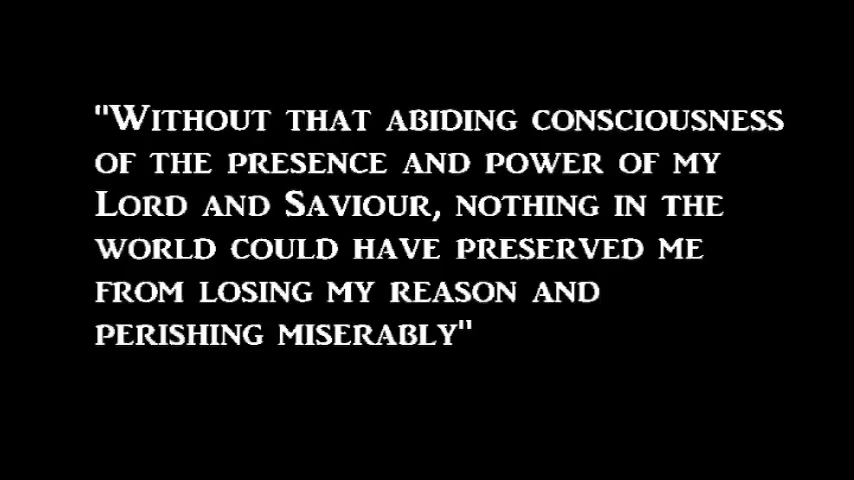 "Without that abiding consciousness
of the presence and power of my
Lord and Saviour, nothing in the
world could have preserved me
from losing my reason and
perishing miserably"